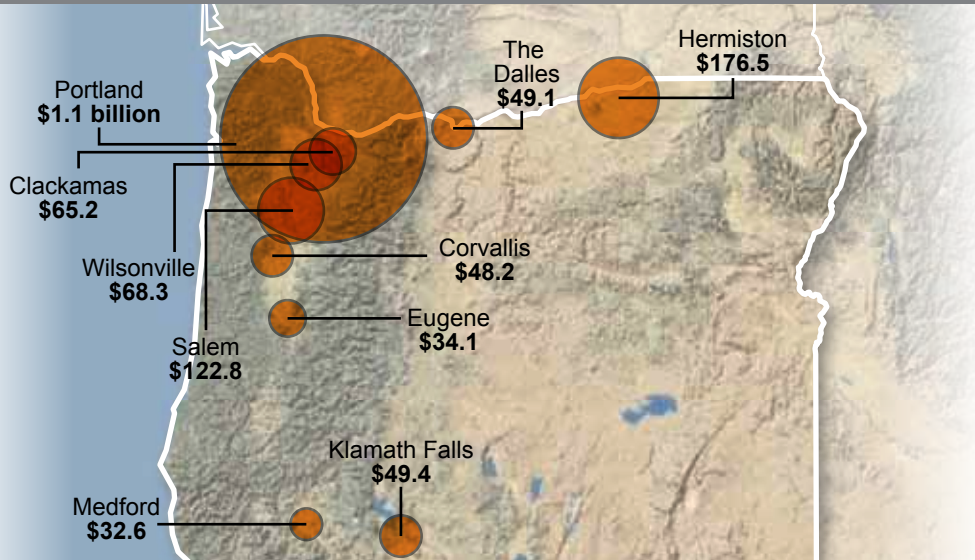 Portland
$1.1 billion
Clackamas
$65.2
Wilsonville
$68.3
Salem
$122.8
The
Dalles
$49.1
Hermiston
$176.5
Corvallis
$48.2
Eugene
$34.1
Klamath Falls
$49.4
Medford
$32.6